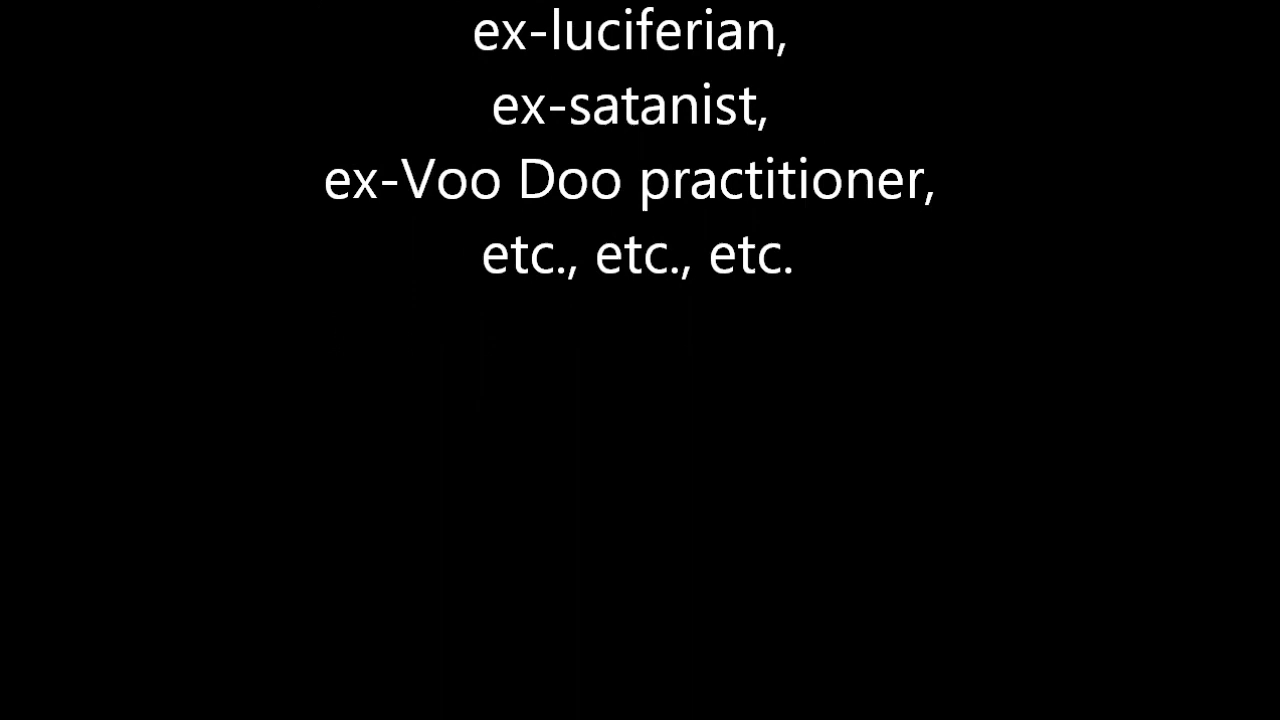 ex-luciferian,
ex-satanist,
ex-Voo Doo practitioner,
etc., etc., etc.